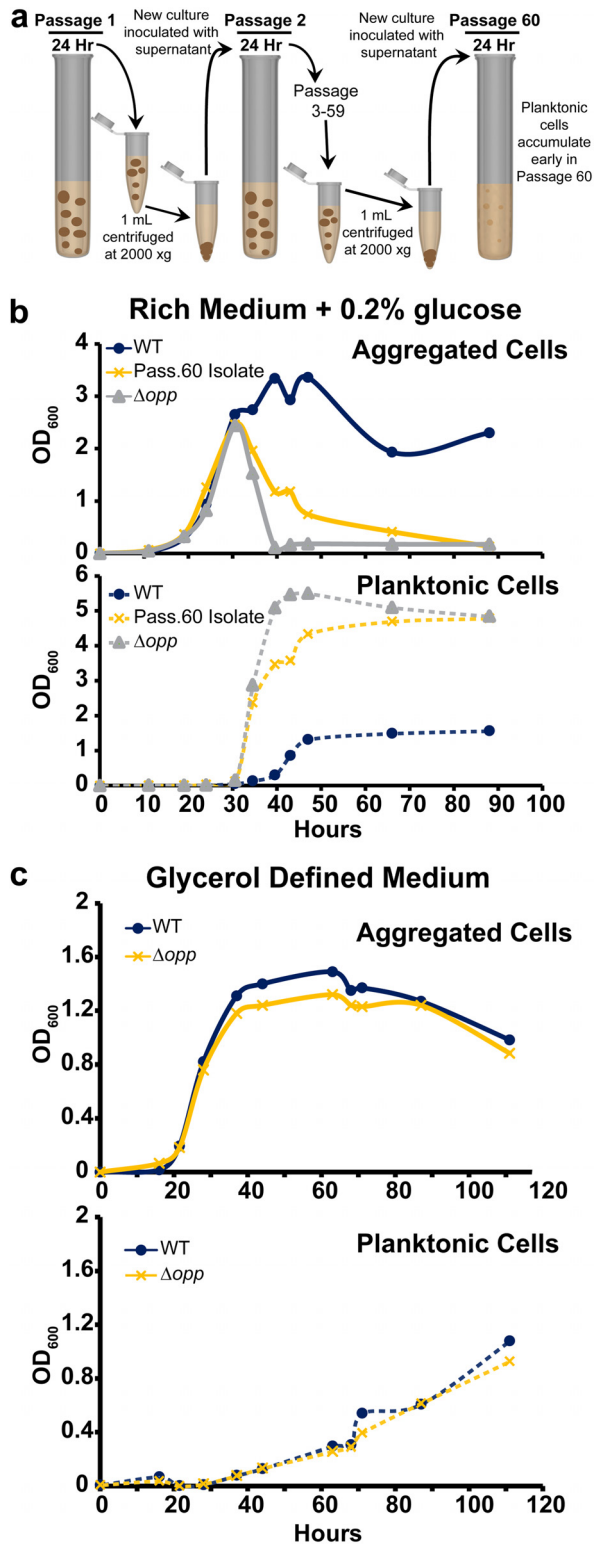 a
Passage 1
24 Hr
New culture
inoculated with
supernatant
Passage 2
24 Hr
Passage
3-59
New culture
inoculated with
supernatant
Passage 60
24 Hr
Planktonic
cells
accumulate
early in
Passage 60
1 mL
centrifuged
at 2000 xg
1 mL
centrifuged
at 2000 xg
b
Rich Medium + 0.2% glucose
Aggregated Cells
WT
Pass.60 Isolate
Δopp
OD600
4
3
2
1
0
Planktonic Cells
WT
Pass.60 Isolate
Δopp
OD600
6
5
4
3
2
1
0
0 10 20 30 40 50 60 70 80 90 100
Hours
c
Glycerol Defined Medium
Aggregated Cells
WT
Δopp
OD600
2
1.6
1.2
0.8
0.4
0
0 20 40 60 80 100 120
Planktonic Cells
WT
Δopp
OD600
2
1.6
1.2
0.8
0.4
0
0 20 40 60 80 100 120
Hours